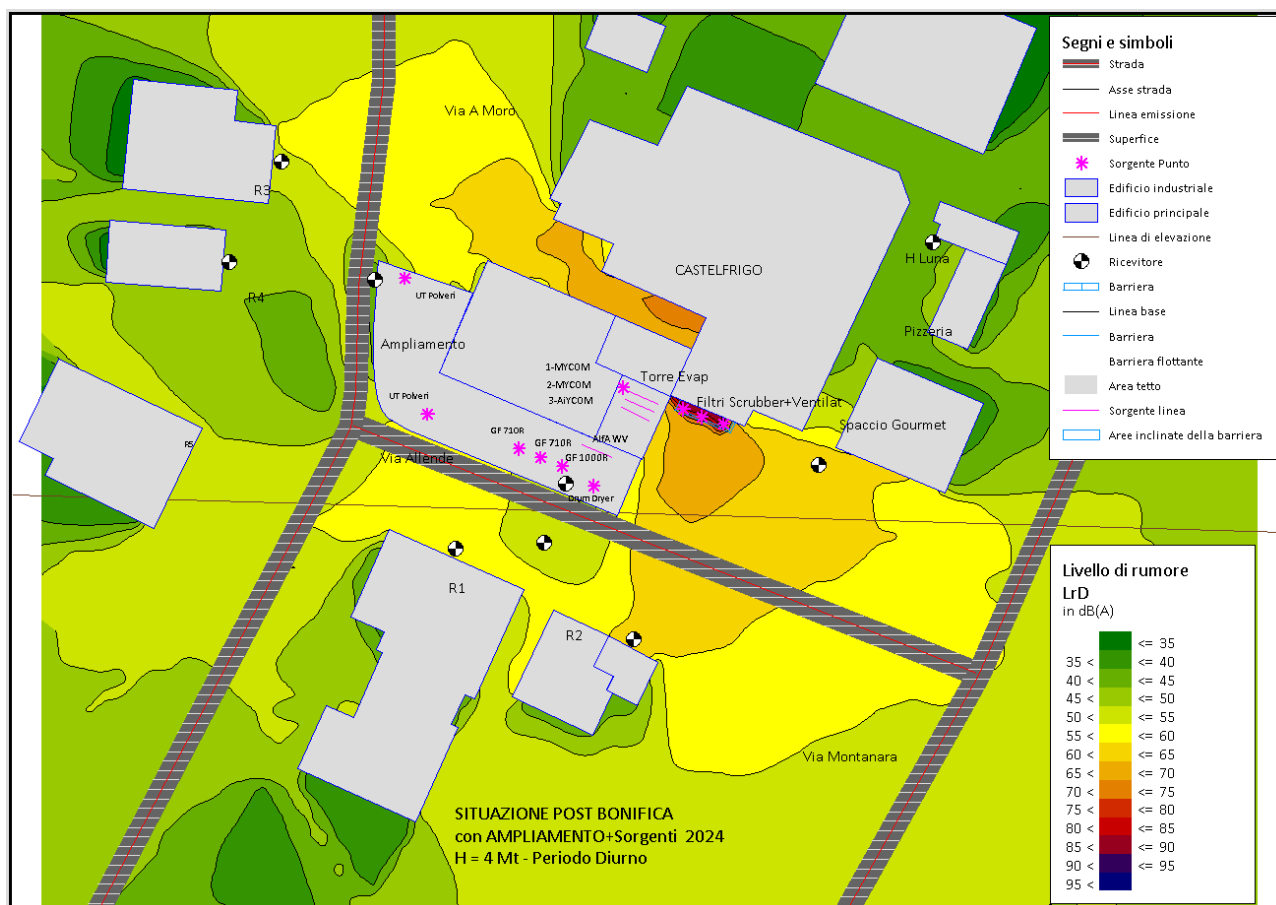 Via A Moro
R3
H Luna
CASTELFRIGO
R4
UT Polveri
Pizzeria
Ampliamento
1-MYCOM
2-MYCOM
3-AiYCOM
Torre Evap
UT Polveri
Filtri Scrubber+Ventilat
Spaccio Gourmet
R5
GF 710R
GF 710R
AlfA WV
GF 1000R
Via Allende
Drum Dryer
R1
R2
Via Montanara
SITUAZIONE POST BONIFICA
con AMPLIAMENTO+Sorgenti 2024
H = 4 Mt - Periodo Diurno
Segni e simboli
Strada
Asse strada
Linea emissione
Superfice
Sorgente Punto
Edificio industriale
Edificio principale
Linea di elevazione
Ricevitore
Barriera
Linea base
Barriera
Barriera flottante
Area tetto
Sorgente linea
Aree inclinate della barriera
Livello di rumore
LrD
in dB(A)
<= 35
35 < <= 40
40 < <= 45
45 < <= 50
50 < <= 55
55 < <= 60
60 < <= 65
65 < <= 70
70 < <= 75
75 < <= 80
80 < <= 85
85 < <= 90
90 < <= 95
95 <